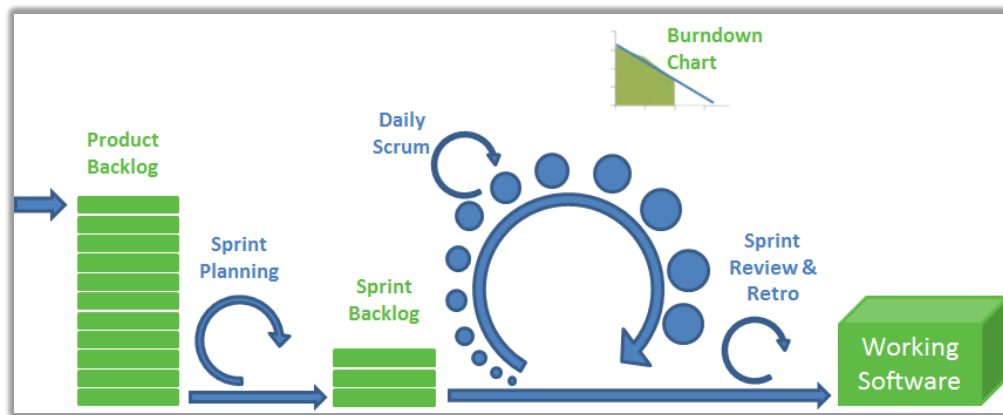 Burndown
Chart
Daily
Scrum
Product
Backlog
Sprint
Planning
Sprint
Backlog
Sprint
Review &
Retro
Working
Software